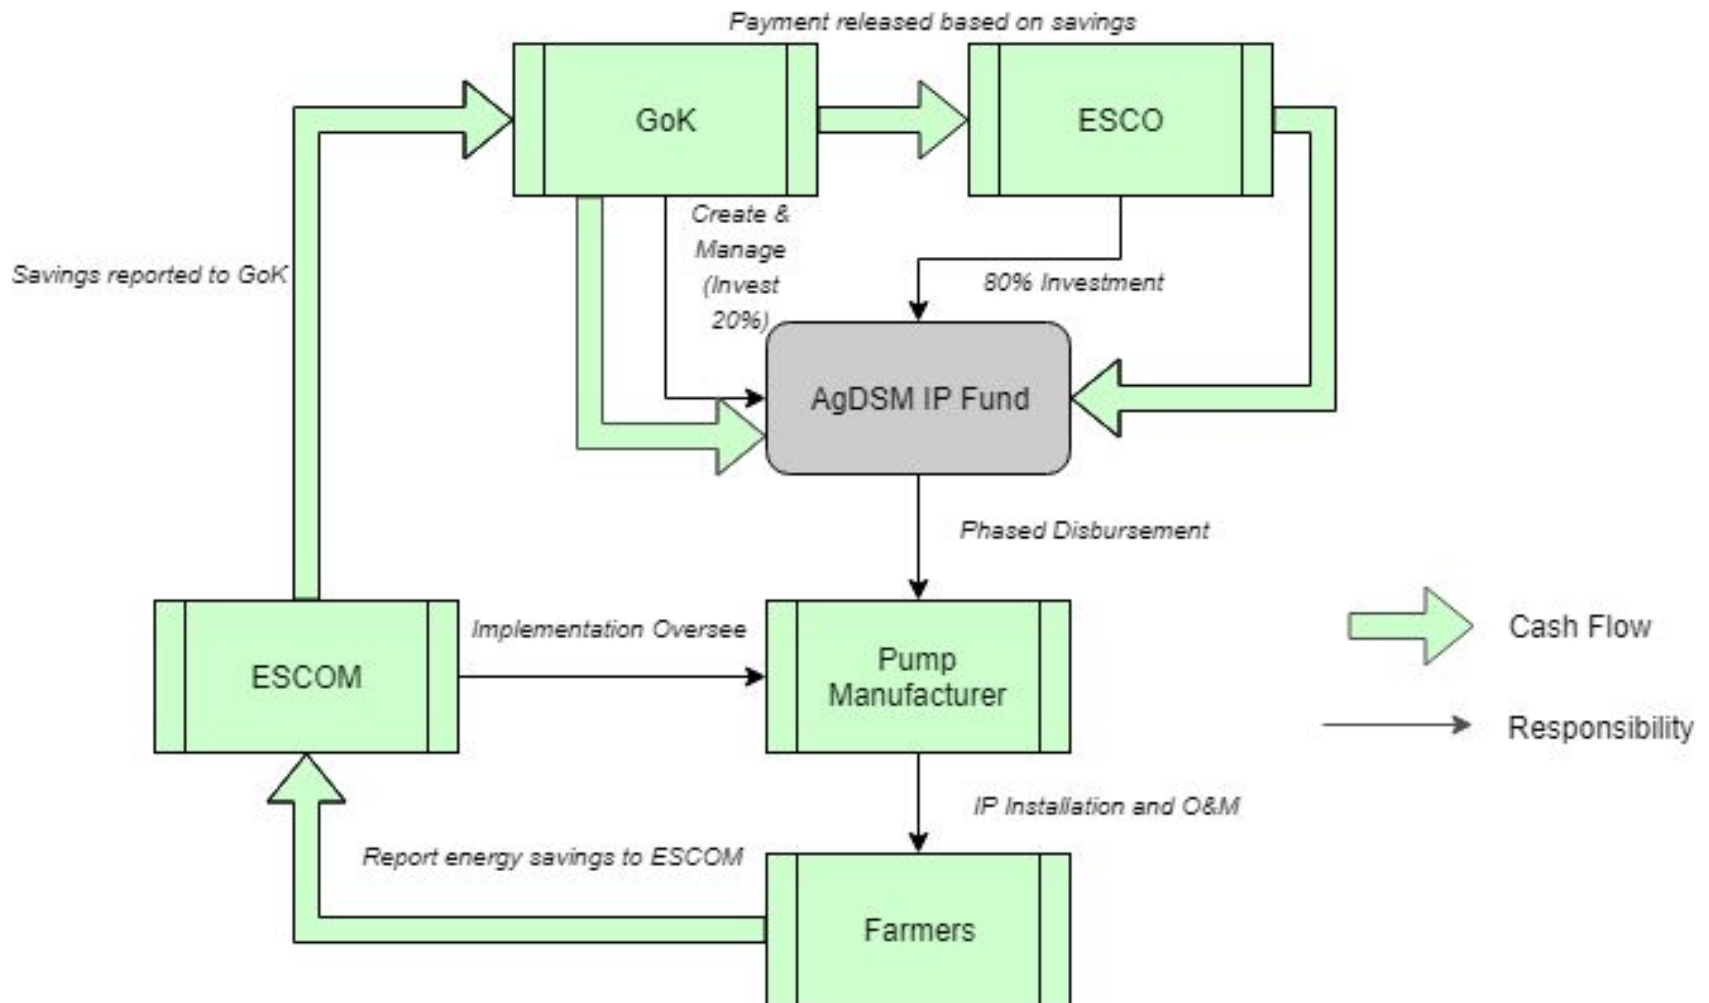 Payment released based on savings
GoK
ESCO
Create &
Manage
(Invest
20%)
Savings reported to GoK
80% Investment
AgDSM IP Fund
Phased Disbursement
Implementation Oversee
ESCOM
Pump
Manufacturer
Cash Flow
Responsibility
IP Installation and O&M
Report energy savings to ESCOM
Farmers